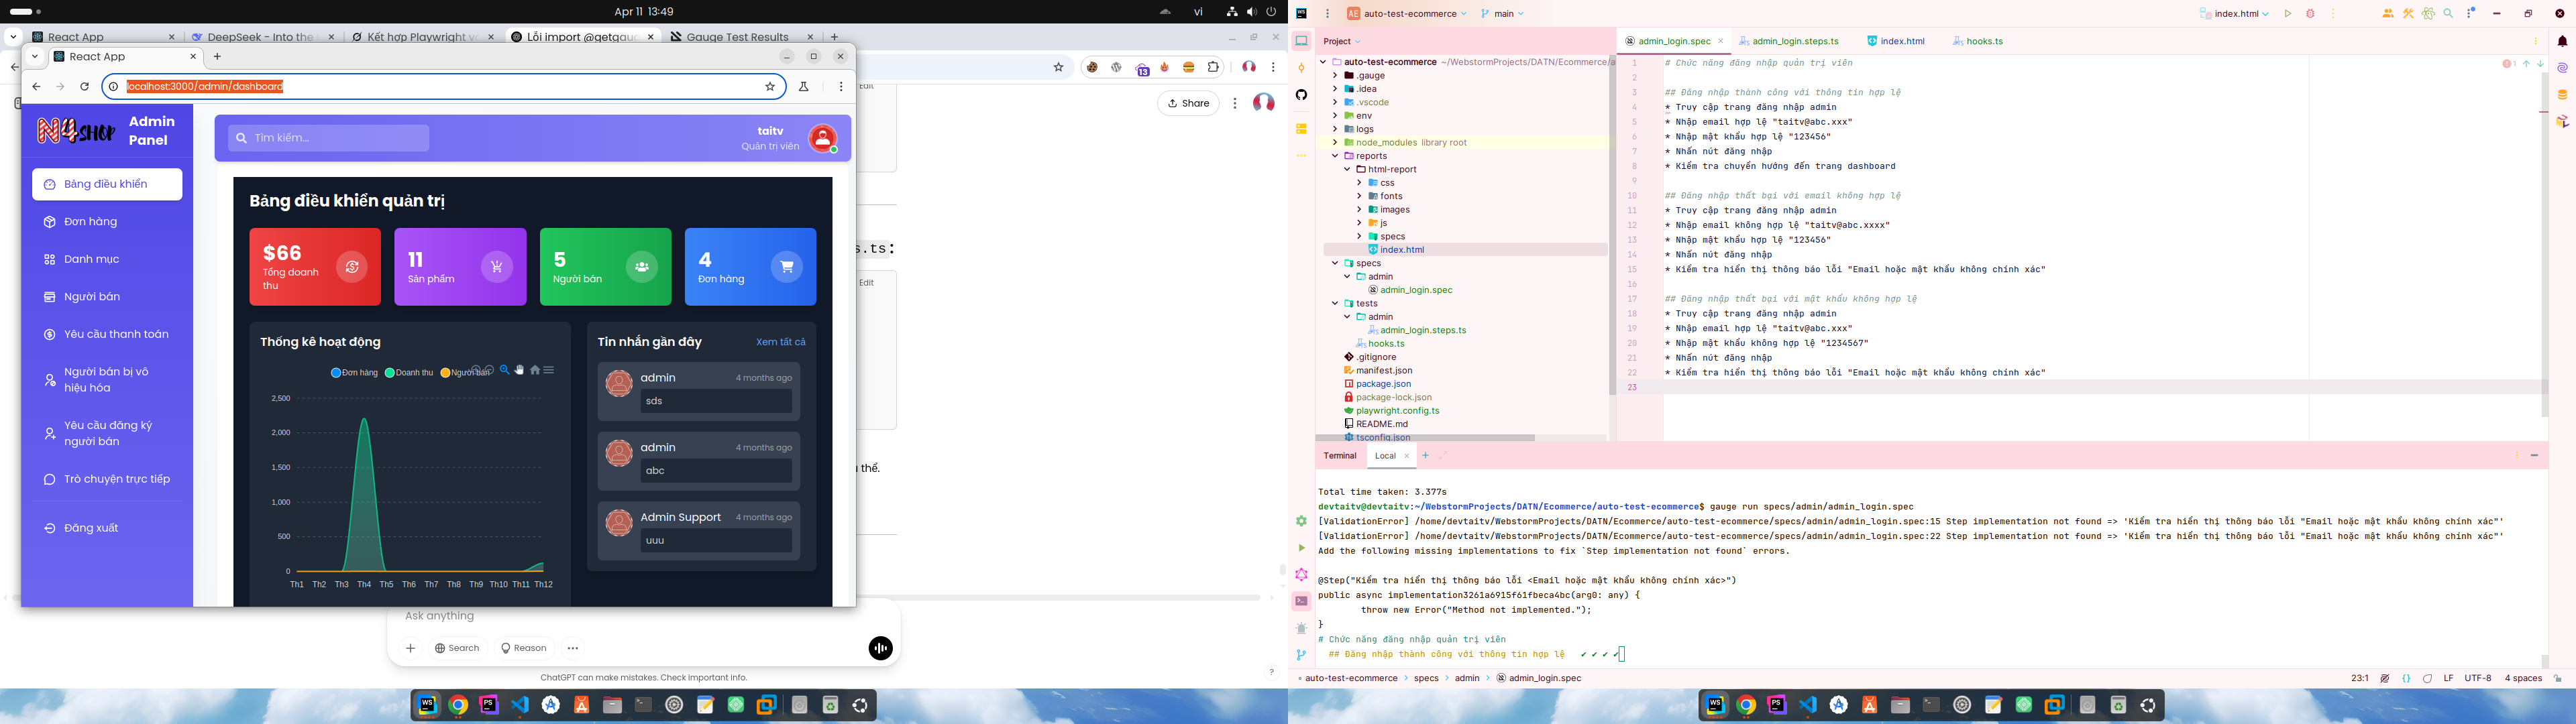 Apr 11 13:49
vi
React App
DeepSeek - Into the
Kết hợp Playwright v
Lỗi import @getgauc
Gauge Test Results
React App
localhost:3000/admin/dashboard
13
Edit
Share
s.ts:
Edit
ı thể.
N4SHOP
Admin Panel
Bảng điều khiển
Đơn hàng
Danh mục
Người bán
Yêu cầu thanh toán
Người bán bị vô
hiệu hóa
Yêu cầu đăng ký
người bán
Trò chuyện trực tiếp
Đăng xuất
Tìm kiếm...
taitv
Quản trị viên
Bảng điều khiển quản trị
$66
Tổng doanh
thu
11
Sản phẩm
5
Người bán
4
Đơn hàng
Thống kê hoạt động
Đơn hàng
Doanh thu
Người bán
2,500
2,000
1,500
1,000
500
0
Th1 Th2 Th3 Th4 Th5 Th6 Th7 Th8 Th9 Th10 Th11 Th12
Tin nhắn gần đây
Xem tất cả
admin
4 months ago
sds
admin
4 months ago
abc
Admin Support
4 months ago
uuu
Ask anything
Search
Reason
ChatGPT can make mistakes. Check important info.
?
WS
AE auto-test-ecommerce
main
index.html
Project
auto-test-ecommerce ~/WebstormProjects/DATN/Ecommerce/a
.gauge
.idea
.vscode
env
logs
node_modules library root
reports
html-report
css
fonts
images
js
specs
index.html
specs
admin
admin_login.spec
tests
admin
admin_login.steps.ts
hooks.ts
.gitignore
manifest.json
package.json
package-lock.json
playwright.config.ts
README.md
tsconfig.json
admin_login.spec
admin_login.steps.ts
index.html
hooks.ts
1
1 # Chức năng đăng nhập quản trị viên
2
3 ## Đăng nhập thành công với thông tin hợp lệ
4 * Truy cập trang đăng nhập admin
5 * Nhập email hợp lệ "taitv@abc.xxx"
6 * Nhập mật khẩu hợp lệ "123456"
7 * Nhấn nút đăng nhập
8 * Kiểm tra chuyển hướng đến trang dashboard
9
10 ## Đăng nhập thất bại với email không hợp lệ
11 * Truy cập trang đăng nhập admin
12 * Nhập email không hợp lệ "taitv@abc.xxxx"
13 * Nhập mật khẩu hợp lệ "123456"
14 * Nhấn nút đăng nhập
15 * Kiểm tra hiển thị thông báo lỗi "Email hoặc mật khẩu không chính xác"
16
17 ## Đăng nhập thất bại với mật khẩu không hợp lệ
18 * Truy cập trang đăng nhập admin
19 * Nhập email hợp lệ "taitv@abc.xxx"
20 * Nhập mật khẩu không hợp lệ "1234567"
21 * Nhấn nút đăng nhập
22 * Kiểm tra hiển thị thông báo lỗi "Email hoặc mật khẩu không chính xác"
23
Terminal
Local
Total time taken: 3.377s
devtaitv@devtaitv:~/WebstormProjects/DATN/Ecommerce/auto-test-ecommerce$ gauge run specs/admin/admin_login.spec
[ValidationError] /home/devtaitv/WebstormProjects/DATN/Ecommerce/auto-test-ecommerce/specs/admin/admin_login.spec:15 Step implementation not found => 'Kiểm tra hiển thị thông báo lỗi "Email hoặc mật khẩu không chính xác"'
[ValidationError] /home/devtaitv/WebstormProjects/DATN/Ecommerce/auto-test-ecommerce/specs/admin/admin_login.spec:22 Step implementation not found => 'Kiểm tra hiển thị thông báo lỗi "Email hoặc mật khẩu không chính xác"'
Add the following missing implementations to fix `Step implementation not found` errors.
@Step("Kiểm tra hiển thị thông báo lỗi <Email hoặc mật khẩu không chính xác>")
public async implementation3261a6915f61fbeca4bc(arg0: any) {
throw new Error("Method not implemented.");
}
# Chức năng đăng nhập quản trị viên
## Đăng nhập thành công với thông tin hợp lệ ✔ ✔ ✔ ✔
auto-test-ecommerce > specs > admin > admin_login.spec
23:1
LF
UTF-8
4 spaces